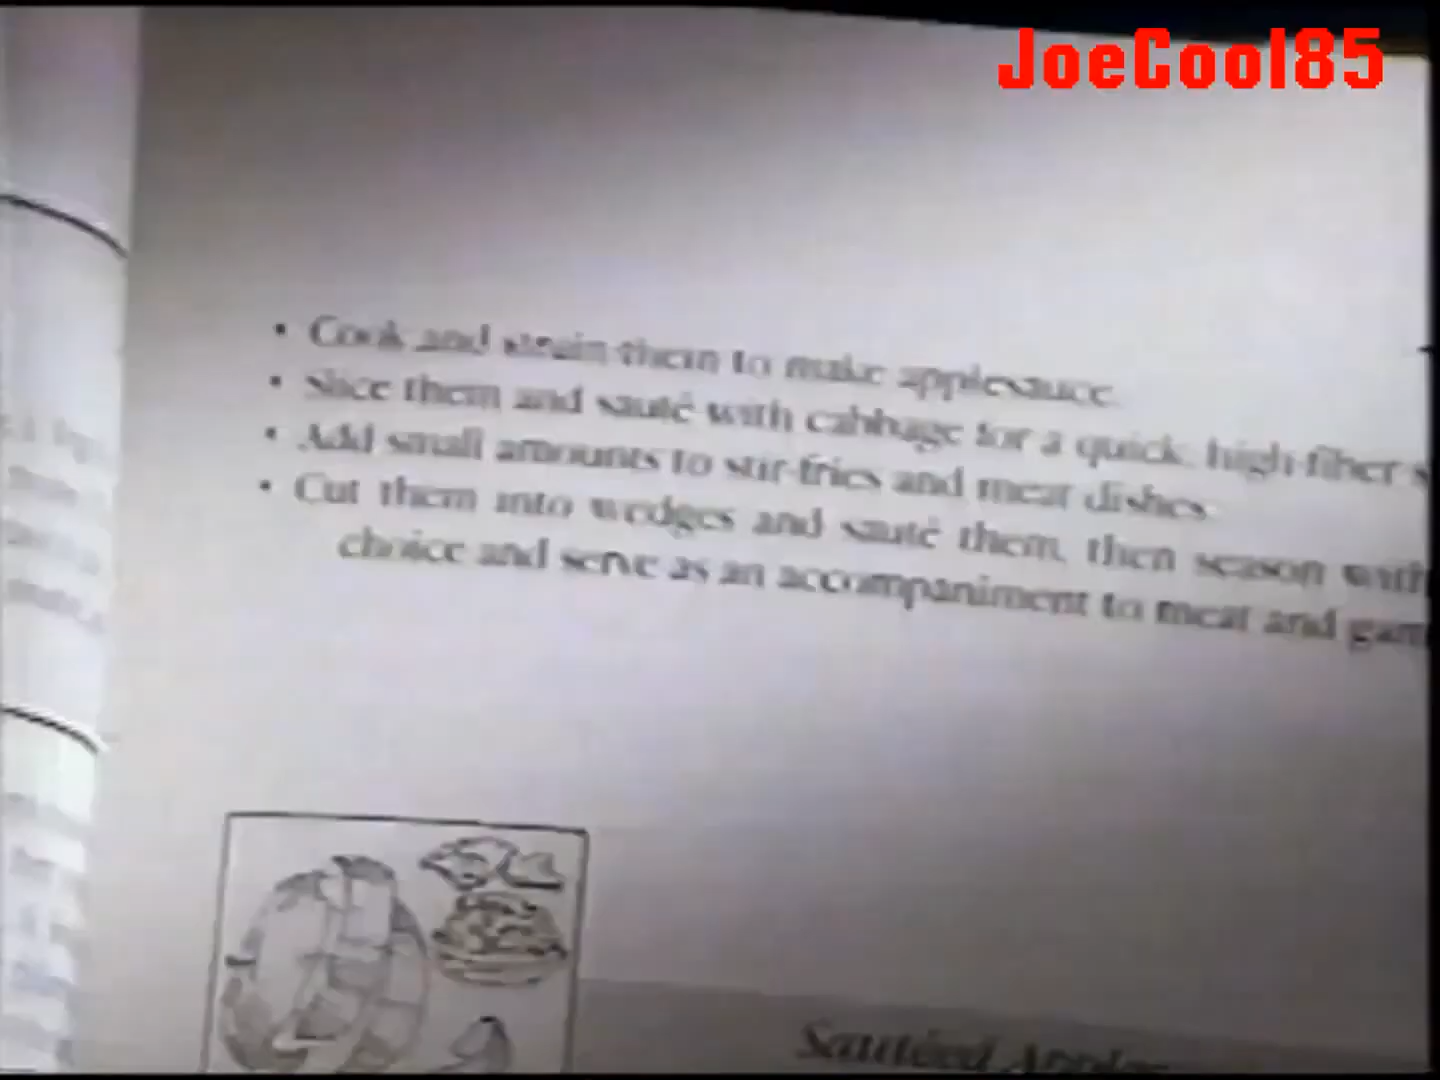 JoeCool85
• Cook and strain them to make applesauce.
• Slice them and sauté with cabbage for a quick, high-fiber
• Add small amounts to stir-fries and meat dishes.
• Cut them into wedges and sauté them, then season with
choice and serve as an accompaniment to meat and
Sautéed Apples